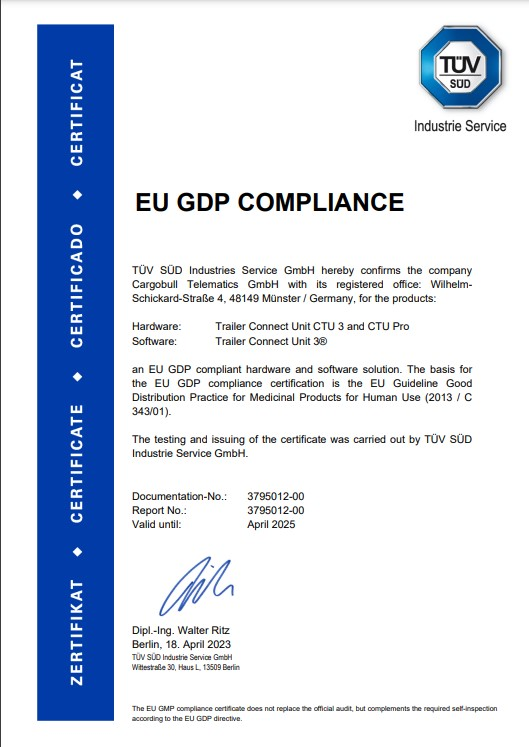 TÜV
SÜD
Industrie Service
ZERTIFIKAT ◆ CERTIFICATE ◆ CERTIFICADO ◆ CERTIFICAT
EU GDP COMPLIANCE
TÜV SÜD Industries Service GmbH hereby confirms the company
Cargobull Telematics GmbH with its registered office: Wilhelm-
Schickard-Straße 4, 48149 Münster / Germany, for the products:
Hardware: Trailer Connect Unit CTU 3 and CTU Pro
Software: Trailer Connect Unit 3®
an EU GDP compliant hardware and software solution. The basis for
the EU GDP compliance certification is the EU Guideline Good
Distribution Practice for Medicinal Products for Human Use (2013 / C
343/01).
The testing and issuing of the certificate was carried out by TÜV SÜD
Industrie Service GmbH.
Documentation-No.: 3795012-00
Report No.: 3795012-00
Valid until: April 2025
Dipl.-Ing. Walter Ritz
Berlin, 18. April 2023
TÜV SÜD Industrie Service GmbH
Wittestraße 30, Haus L, 13509 Berlin
The EU GMP compliance certificate does not replace the official audit, but complements the required self-inspection
according to the EU GDP directive.